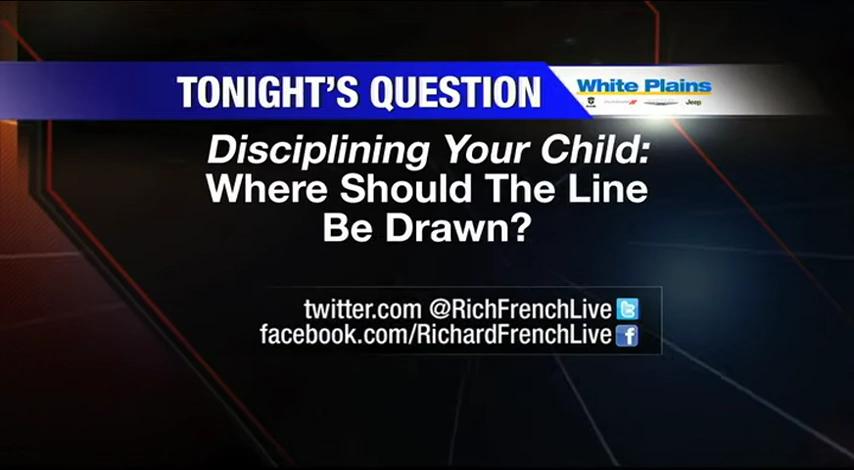 TONIGHT'S QUESTION
White Plains
Jeep
Disciplining Your Child:
Where Should The Line
Be Drawn?
twitter.com @RichFrenchLive
facebook.com/RichardFrenchLive